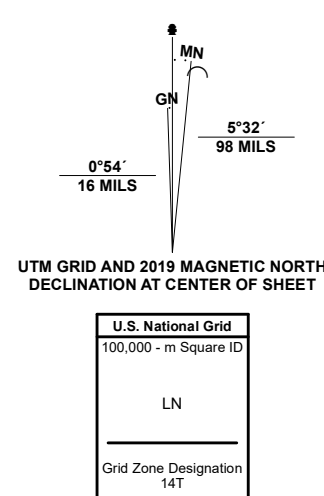 MN
GN
5°32´
98 MILS
0°54´
16 MILS
UTM GRID AND 2019 MAGNETIC NORTH
DECLINATION AT CENTER OF SHEET
U.S. National Grid
100,000 - m Square ID
LN
Grid Zone Designation
14T